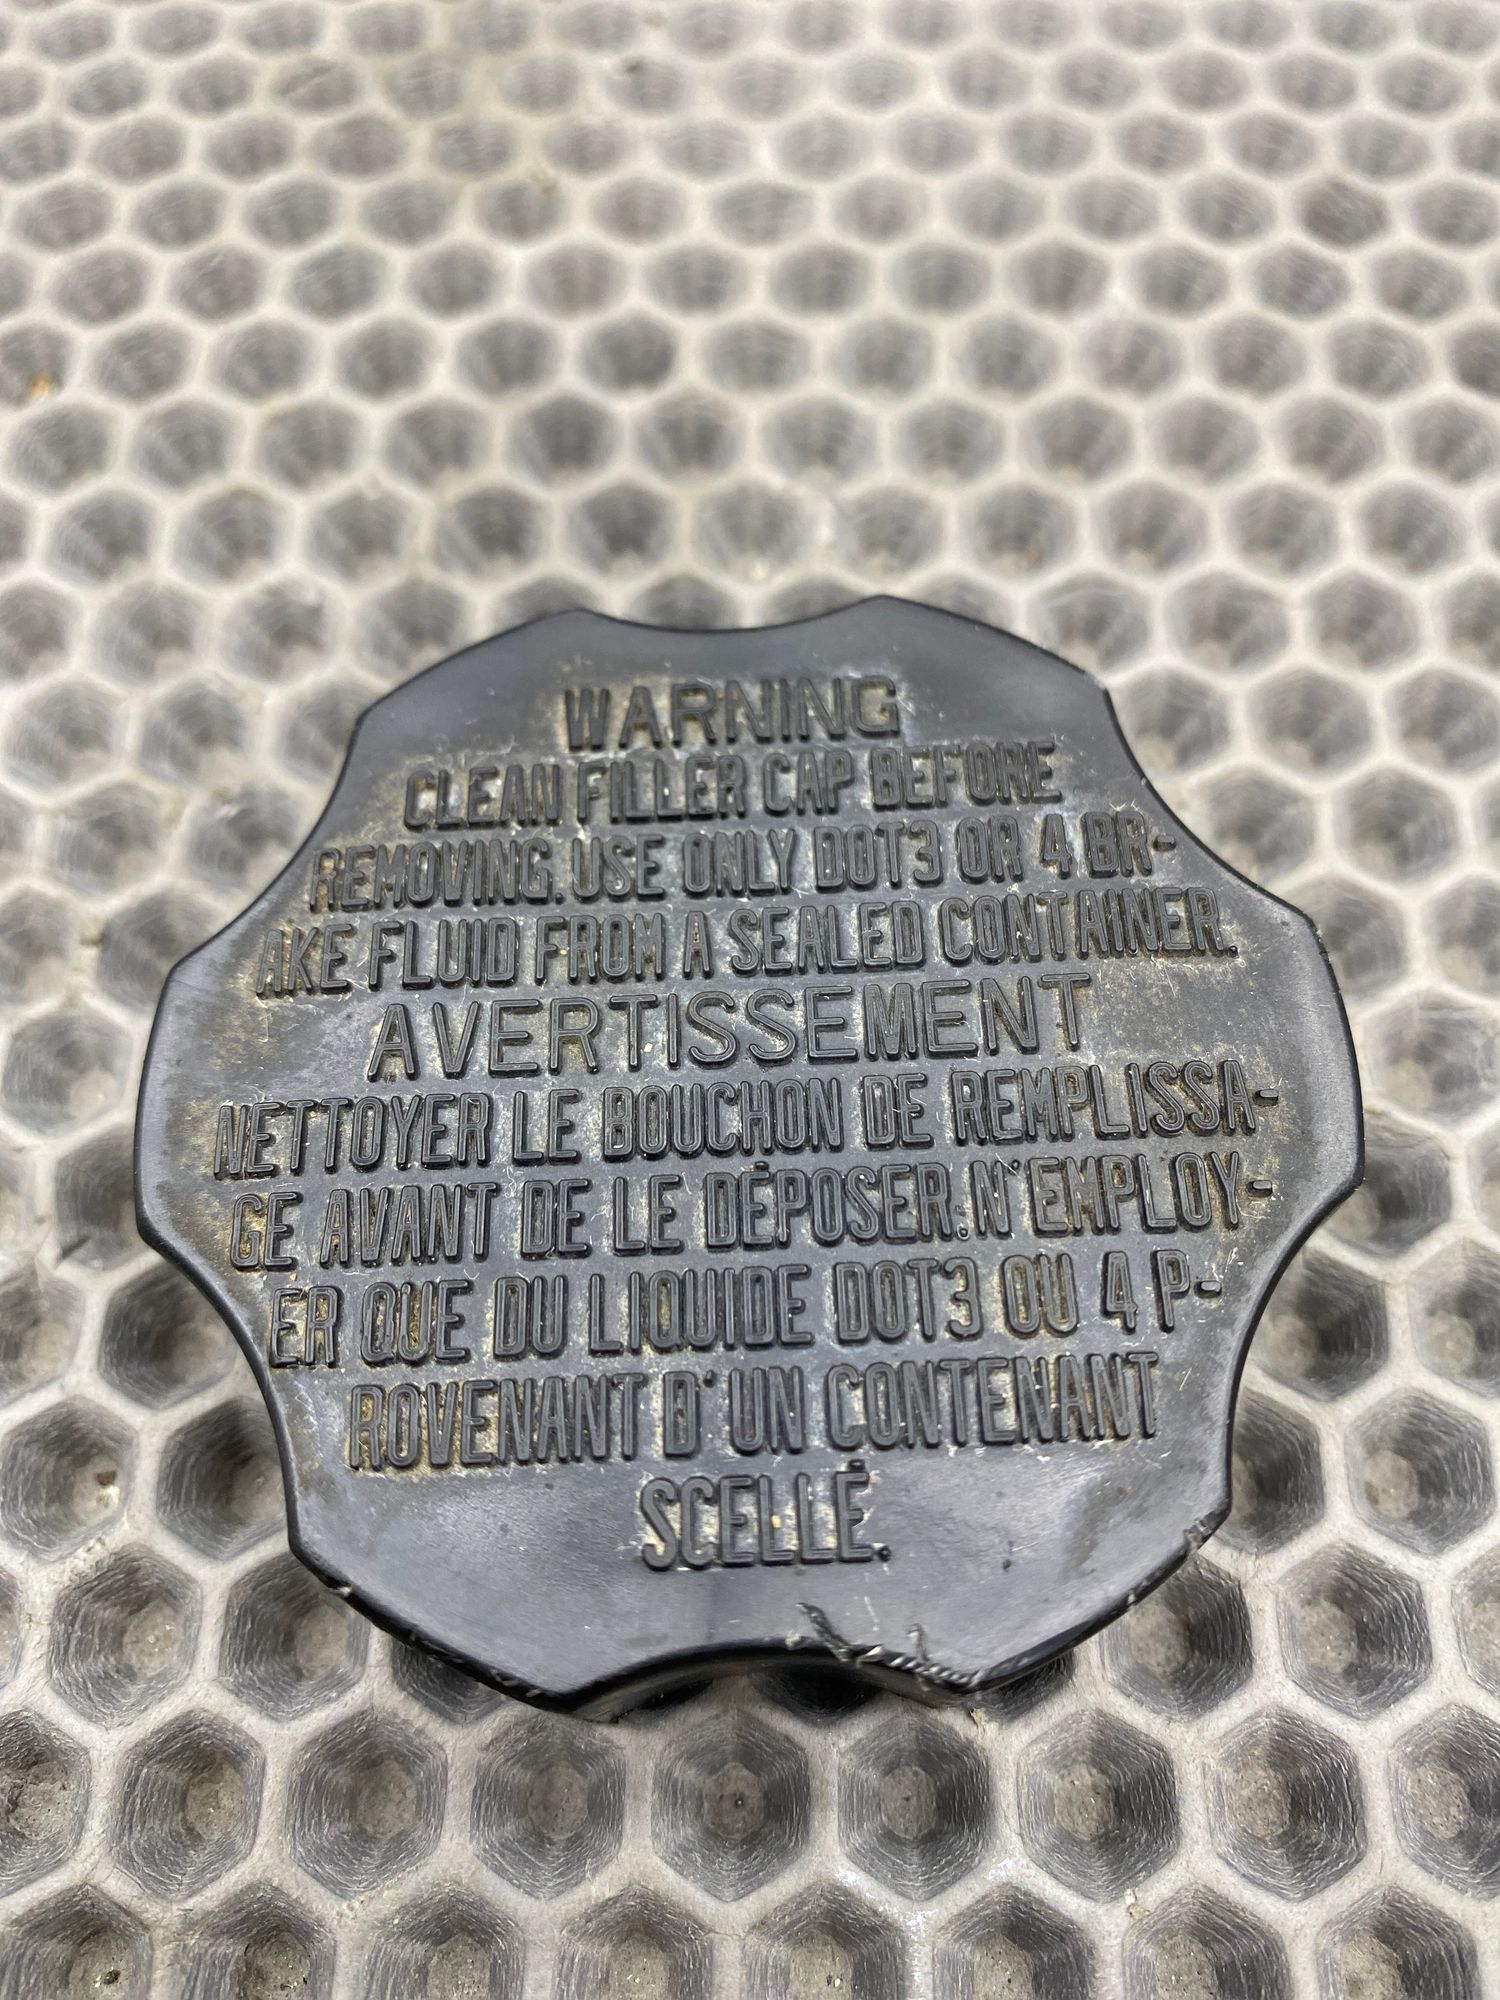 WARNING
CLEAN FILLER CAP BEFORE
REMOVING. USE ONLY DOT3 OR 4 BR-
AKE FLUID FROM A SEALED CONTAINER.
AVERTISSEMENT
NETTOYER LE BOUCHON DE REMPLISSA-
GE AVANT DE LE DÉPOSER. N'EMPLOY-
ER QUE DU LIQUIDE DOT3 OU 4 P-
ROVENANT D'UN CONTENANT
SCELLÉ.